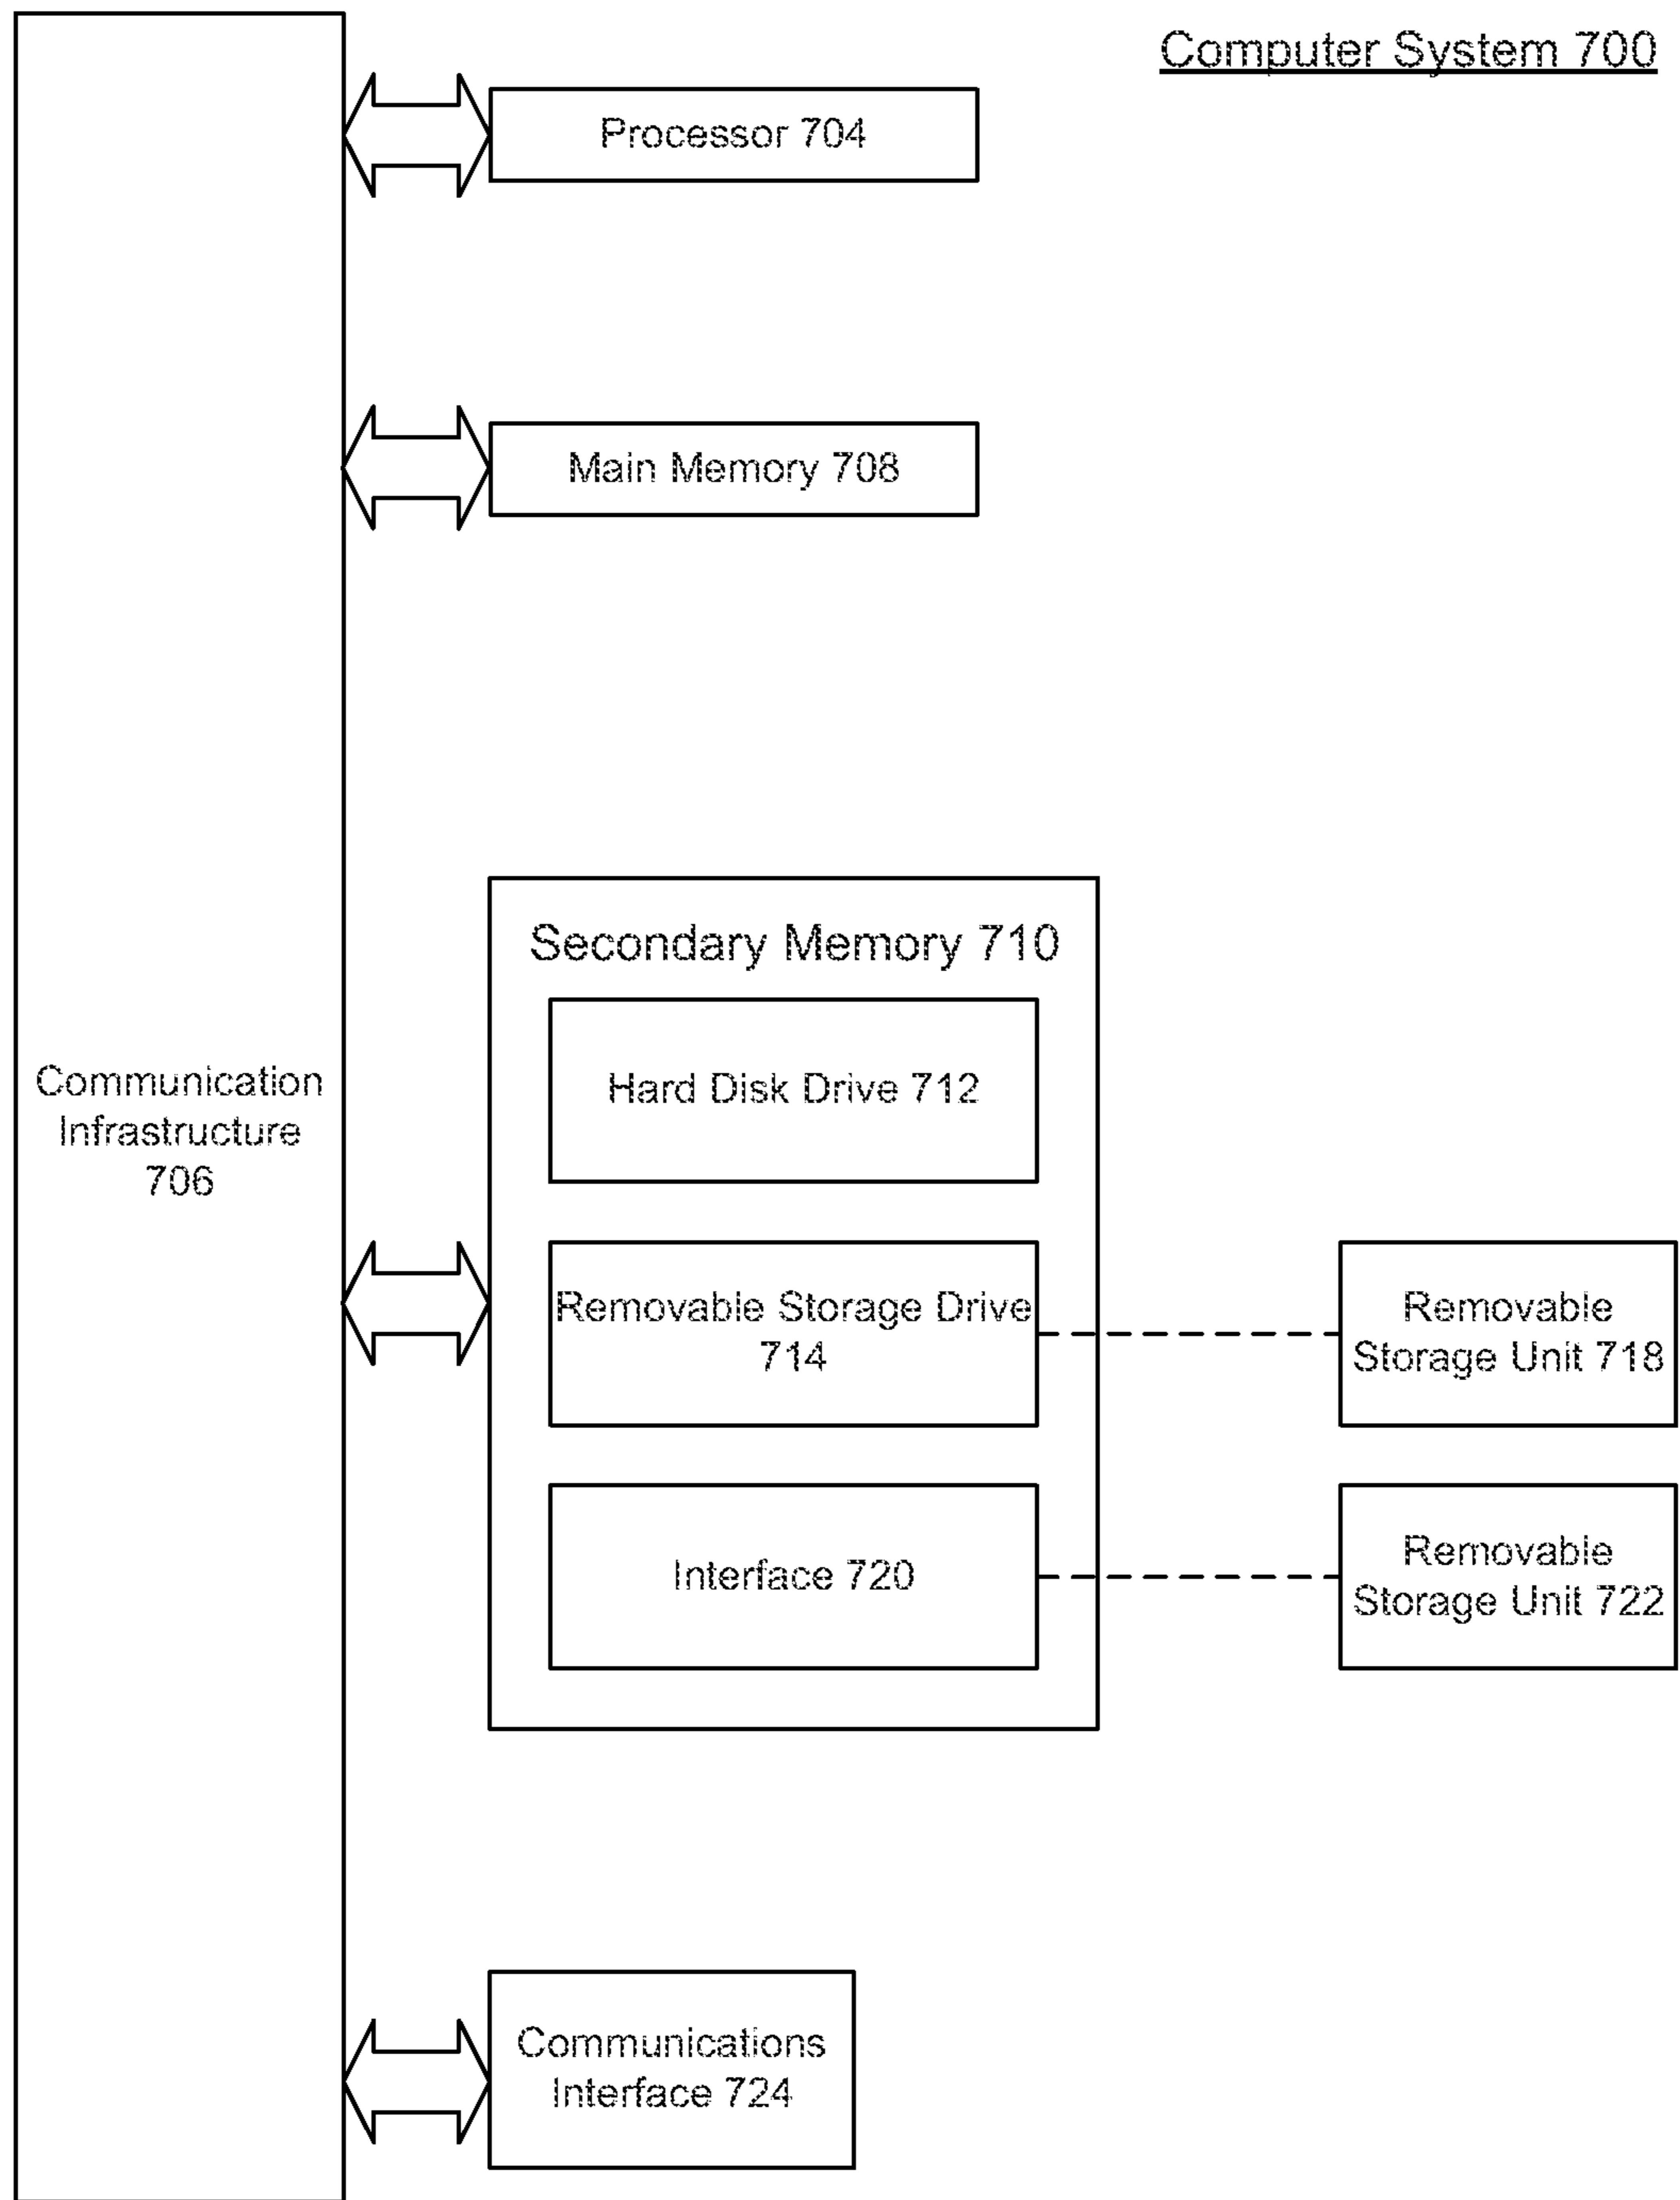 Computer System 700
Processor 704
Main Memory 708
Secondary Memory 710
Hard Disk Drive 712
Communication
Infrastructure
706
Removable Storage Drive
714
Removable
Storage Unit 718
Interface 720
Removable
Storage Unit 722
Communications
Interface 724